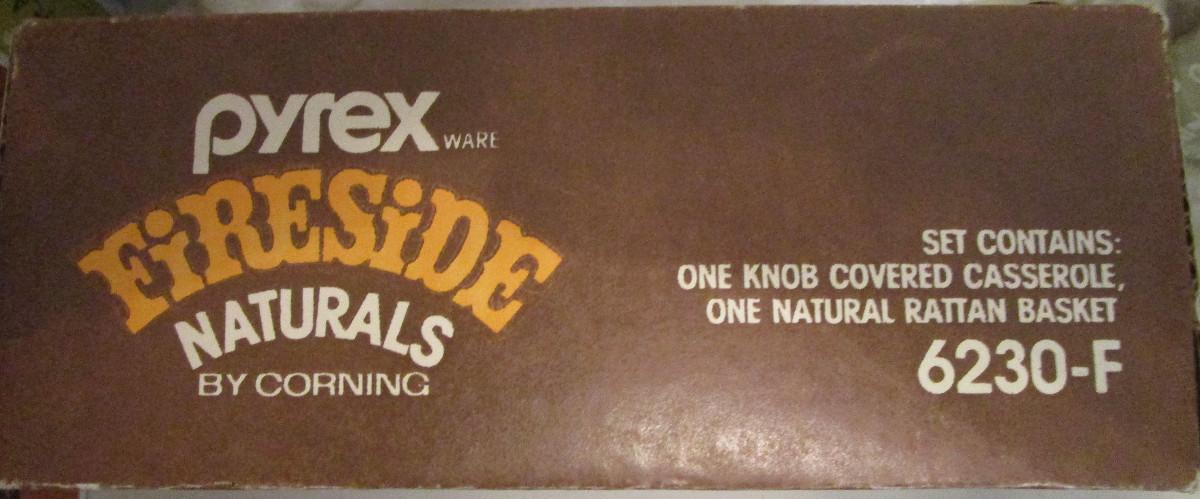 pyrex WARE
FiRESiDE
NATURALS
BY CORNING
SET CONTAINS:
ONE KNOB COVERED CASSEROLE,
ONE NATURAL RATTAN BASKET
6230-F